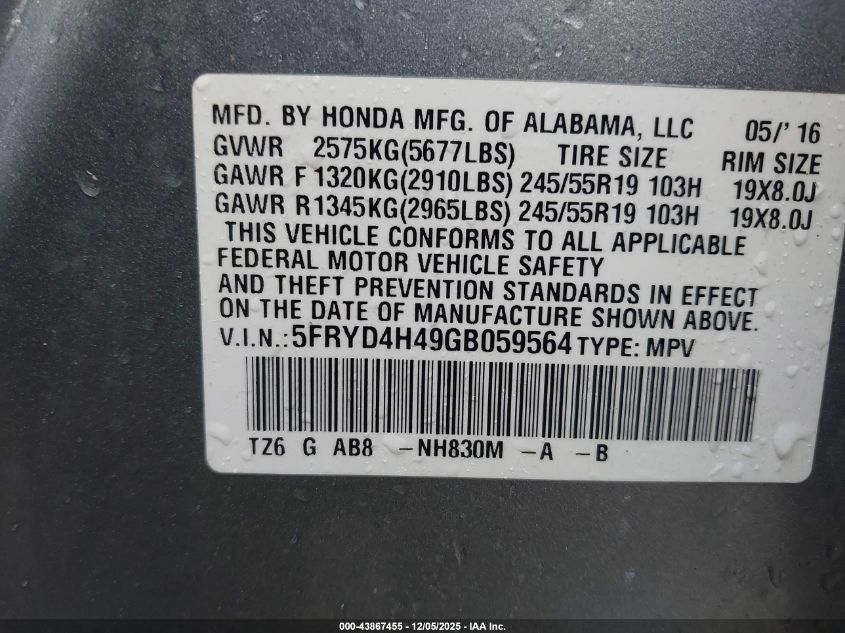 MFD. BY HONDA MFG. OF ALABAMA, LLC 05/' 16
GVWR 2575KG(5677LBS) TIRE SIZE RIM SIZE
GAWR F 1320KG(2910LBS) 245/55R19 103H 19X8.0J
GAWR R 1345KG(2965LBS) 245/55R19 103H 19X8.0J
THIS VEHICLE CONFORMS TO ALL APPLICABLE
FEDERAL MOTOR VEHICLE SAFETY
AND THEFT PREVENTION STANDARDS IN EFFECT
ON THE DATE OF MANUFACTURE SHOWN ABOVE.
V.I.N.:5FRYD4H49GB059564 TYPE: MPV
TZ6 G AB8 -NH830M -A -B
000-43867455 - 12/05/2025 - IAA Inc.